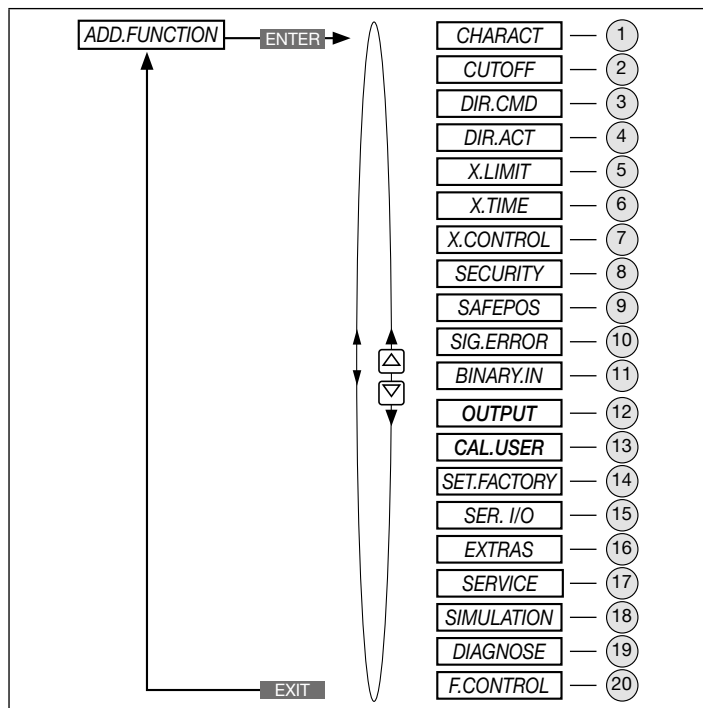 ADD.FUNCTION ENTER CHARACT 1
CUTOFF 2
DIR.CMD 3
DIR.ACT 4
X.LIMIT 5
X.TIME 6
X.CONTROL 7
SECURITY 8
SAFEPOS 9
SIG.ERROR 10
BINARY.IN 11
OUTPUT 12
CAL.USER 13
SET.FACTORY 14
SER. I/O 15
EXTRAS 16
SERVICE 17
SIMULATION 18
DIAGNOSE 19
EXIT F.CONTROL 20